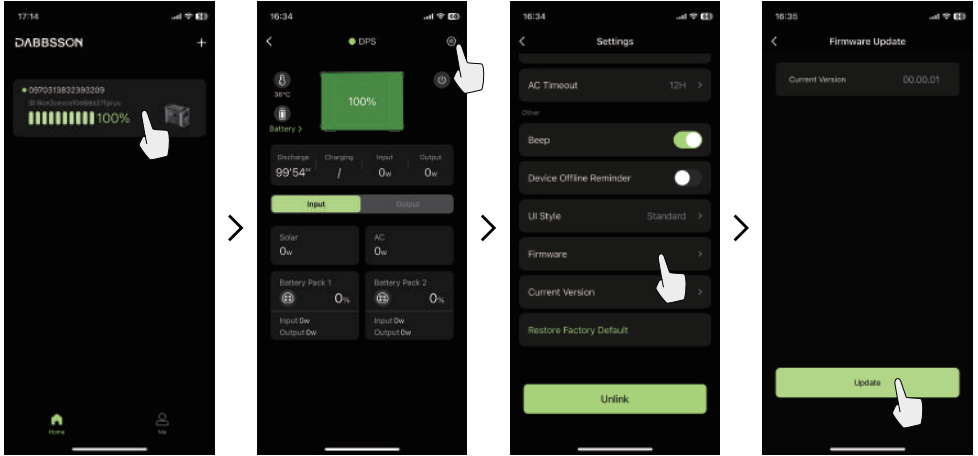 17:14
DABBSSON
+
0970313832393209
100%
Home
Me
16:34
DPS
100%
38°C
Battery >
Discharge Charging Input Output
99'54" / 0w 0w
Input Output
Solar AC
0w 0w
Battery Pack 1 Battery Pack 2
0% 0%
Input 0w Input 0w
Output 0w Output 0w
16:34
Settings
AC Timeout 12H >
Other
Beep
Device Offline Reminder
UI Style Standard >
Firmware >
Current Version >
Restore Factory Default
Unlink
16:35
Firmware Update
Current Version 00.00.01
Update